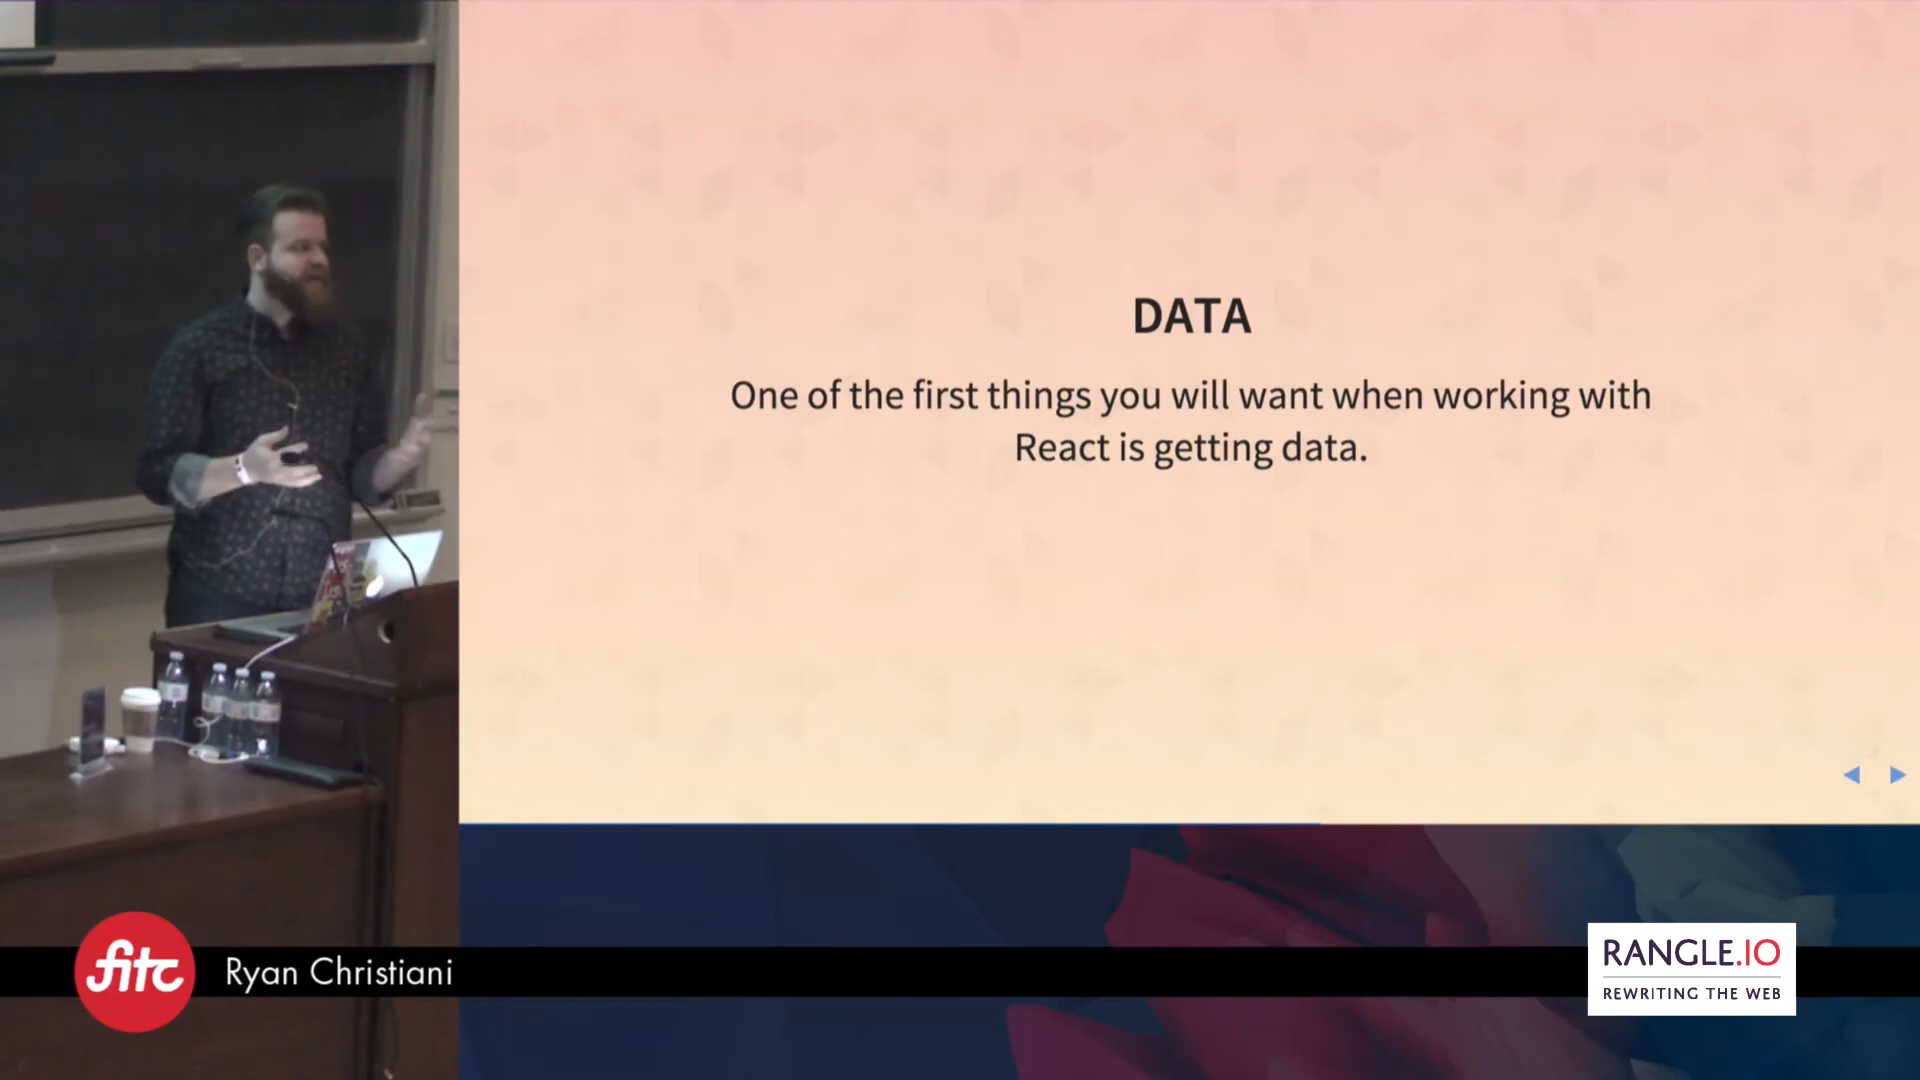 DATA
One of the first things you will want when working with
React is getting data.
fitc
Ryan Christiani
RANGLE.IO
REWRITING THE WEB